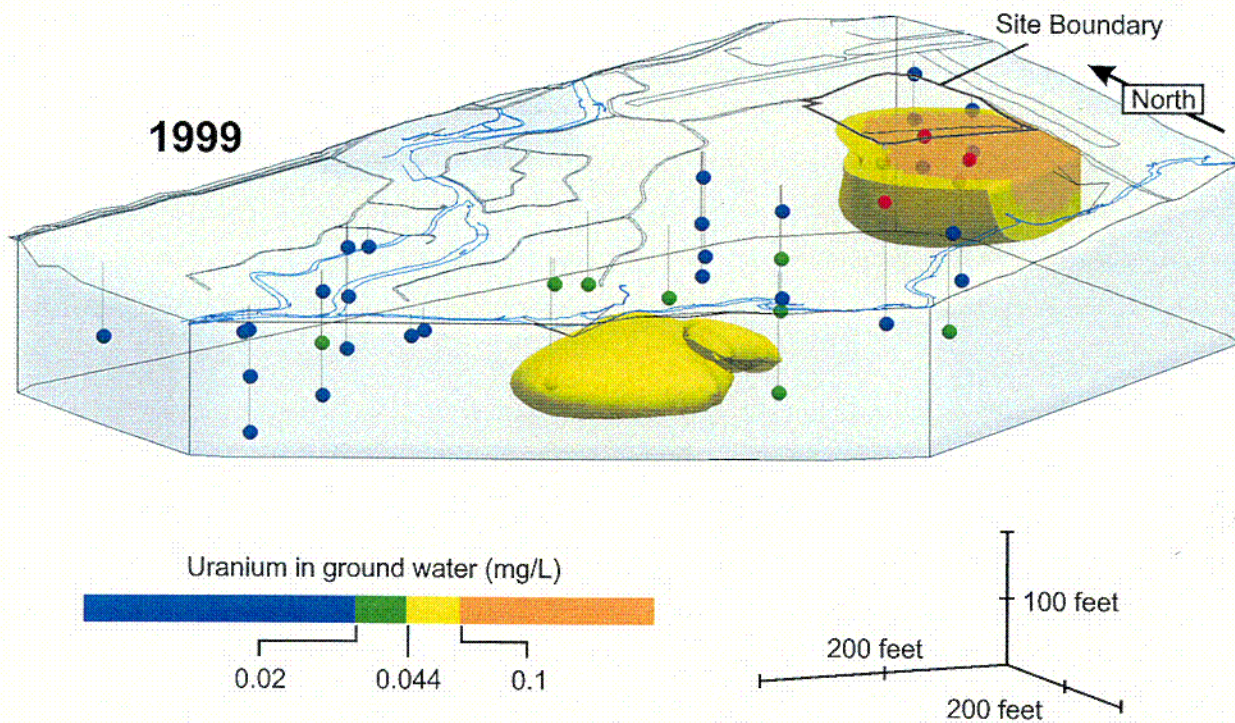 Site Boundary
North
1999
Uranium in ground water (mg/L)
0.02
0.044
0.1
100 feet
200 feet
200 feet